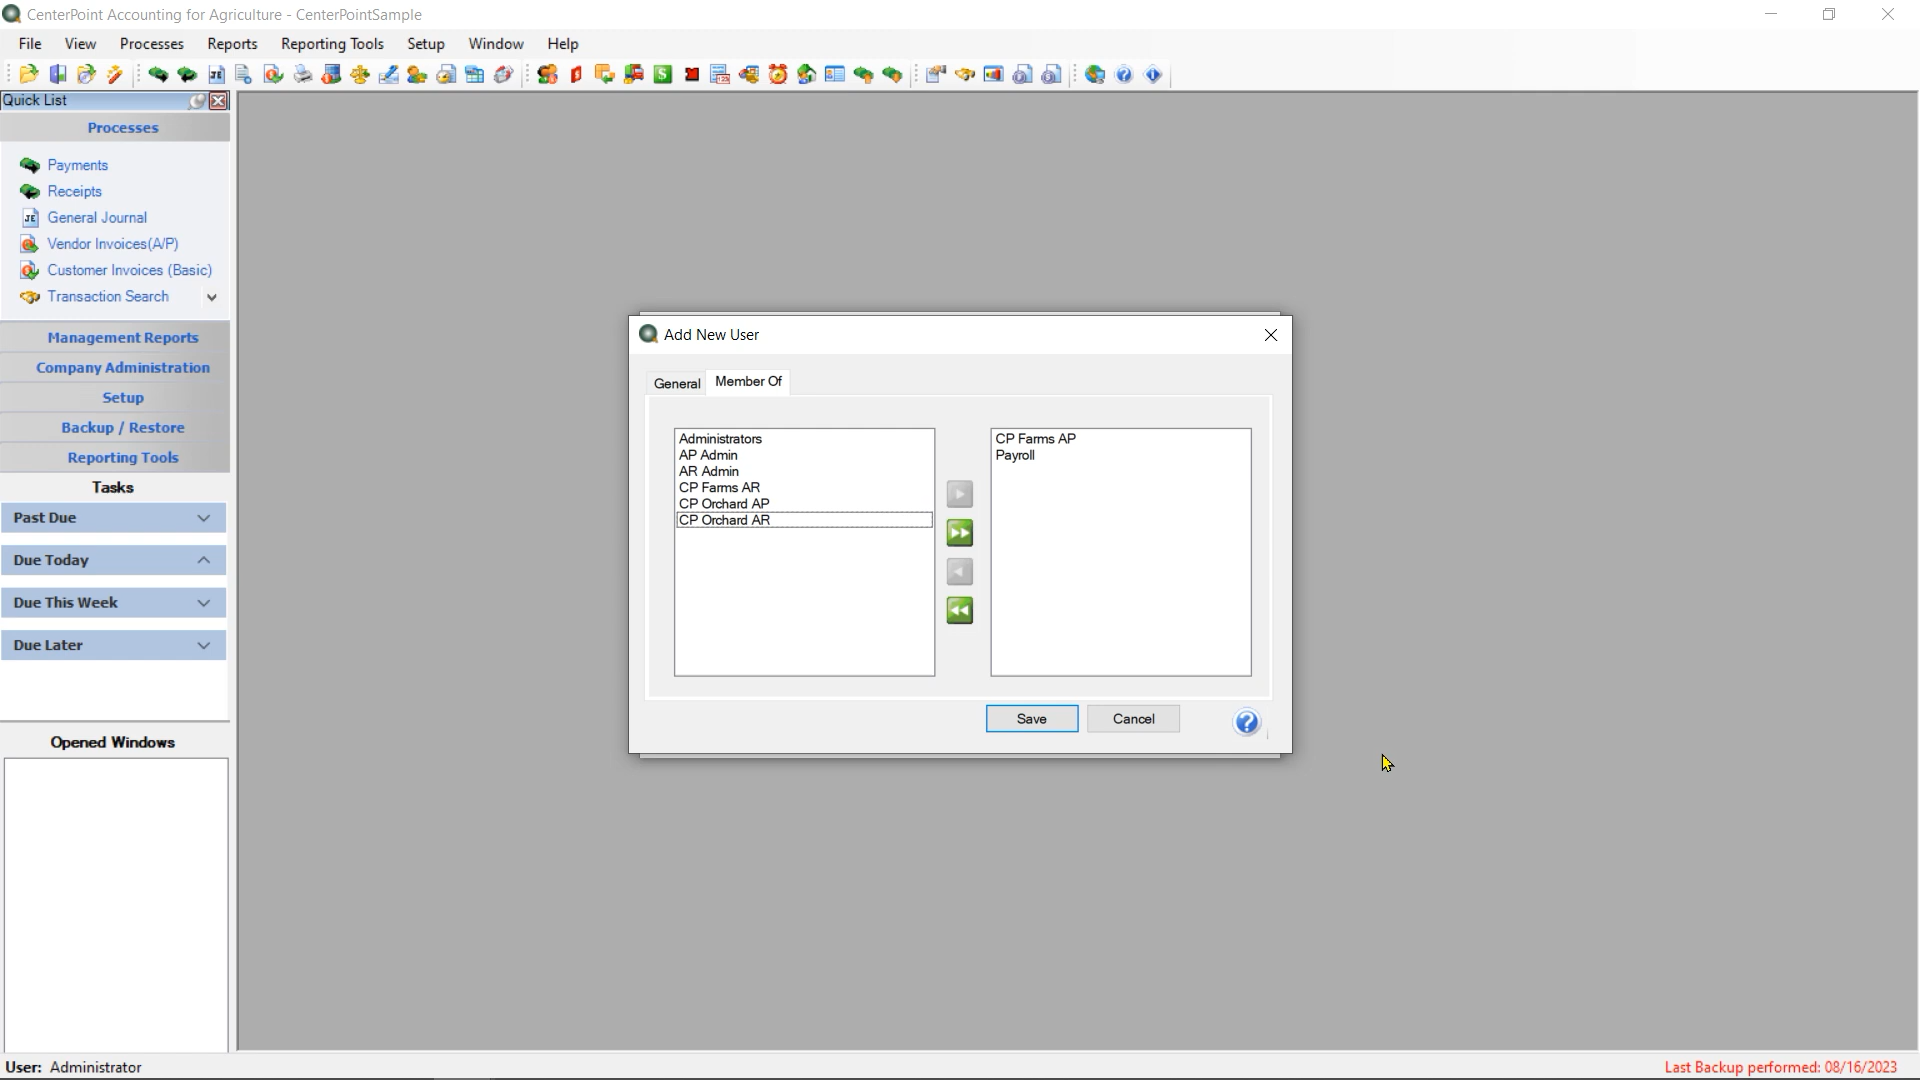 CenterPoint Accounting for Agriculture - CenterPointSample
File View Processes Reports Reporting Tools Setup Window Help
Quick List
Processes
Payments
Receipts
General Journal
Vendor Invoices(A/P)
Customer Invoices (Basic)
Transaction Search
Management Reports
Company Administration
Setup
Backup / Restore
Reporting Tools
Tasks
Past Due
Due Today
Due This Week
Due Later
Opened Windows
Add New User
General Member Of
Administrators
AP Admin
AR Admin
CP Farms AR
CP Orchard AP
CP Orchard AR
CP Farms AP
Payroll
Save Cancel
User: Administrator
Last Backup performed: 08/16/2023